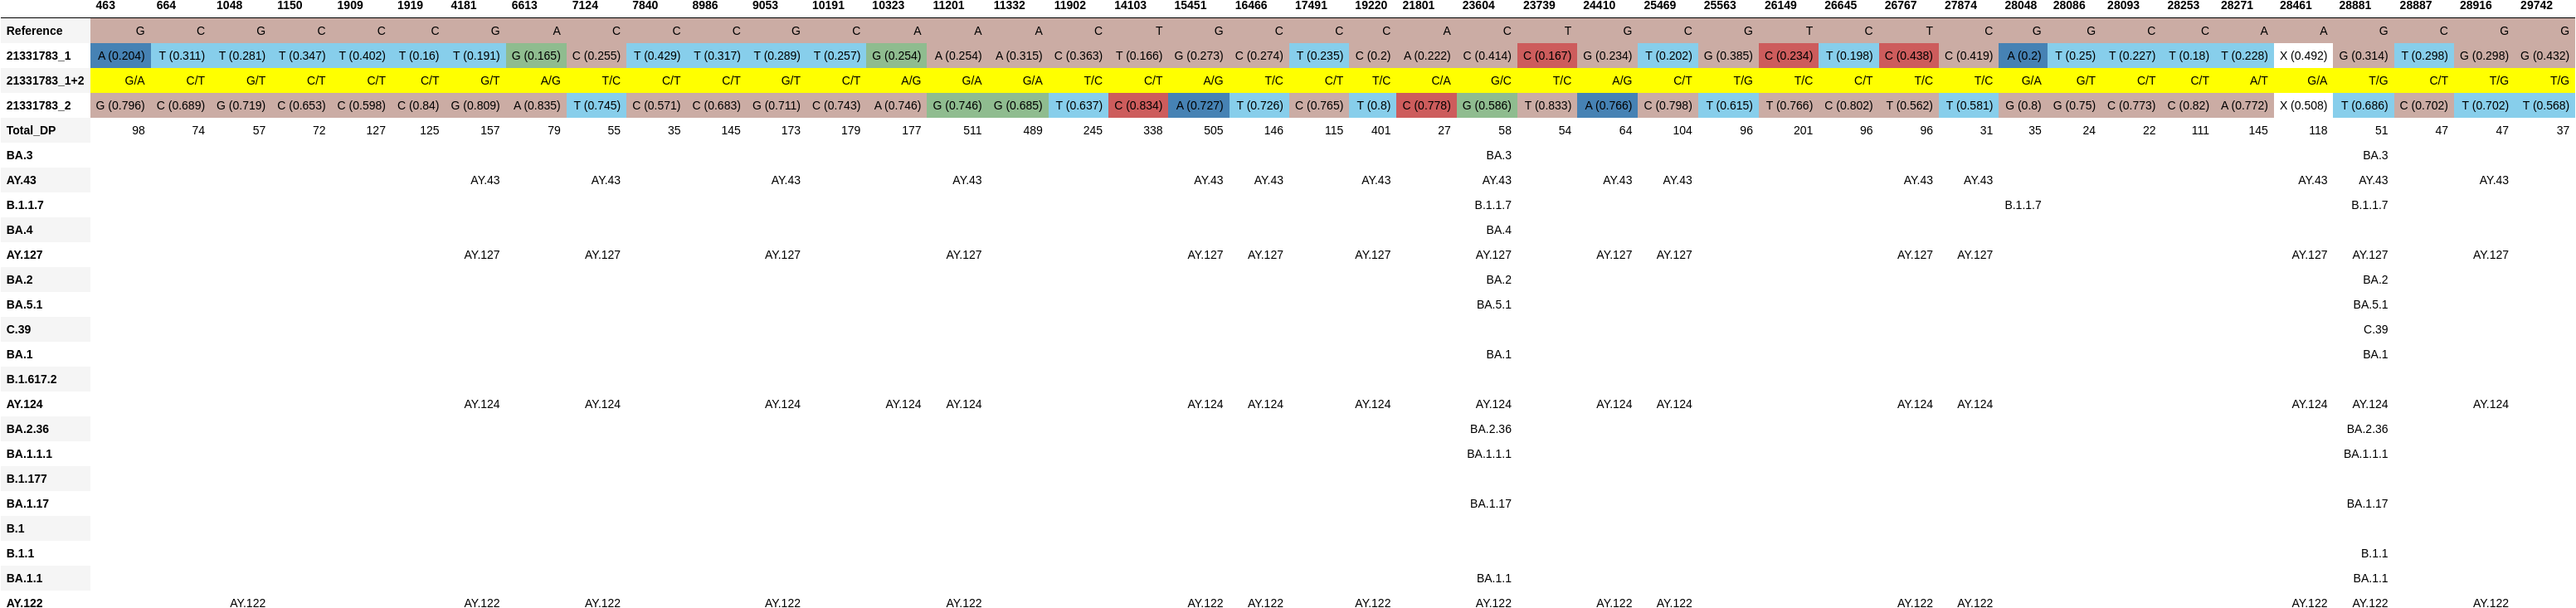 463 664 1048 1150 1909 1919 4181 6613 7124 7840 8986 9053 10191 10323 11201 11332 11902 14103 15451 16466 17491 19220 21801 23604 23739 24410 25469 25563 26149 26645 26767 27874 28048 28086 28093 28253 28271 28461 28881 28887 28916 29742
Reference G C G C C C G A C C C G C A A A C T G C C C A C T G C G T C T C G G C C A A G C G G
21331783_1 A (0.204) T (0.311) T (0.281) T (0.347) T (0.402) T (0.16) T (0.191) G (0.165) C (0.255) T (0.429) T (0.317) T (0.289) T (0.257) G (0.254) A (0.254) A (0.315) C (0.363) T (0.166) G (0.273) C (0.274) T (0.235) C (0.2) A (0.222) C (0.414) C (0.167) G (0.234) T (0.202) G (0.385) C (0.234) T (0.198) C (0.438) C (0.419) A (0.2) T (0.25) T (0.227) T (0.18) T (0.228) X (0.492) G (0.314) T (0.298) G (0.298) G (0.432)
21331783_1+2 G/A C/T G/T C/T C/T C/T G/T A/G T/C C/T C/T G/T C/T A/G G/A G/A T/C C/T A/G T/C C/T T/C C/A G/C T/C A/G C/T T/G T/C C/T T/C T/C G/A G/T C/T C/T A/T G/A T/G C/T T/G T/G
21331783_2 G (0.796) C (0.689) G (0.719) C (0.653) C (0.598) C (0.84) G (0.809) A (0.835) T (0.745) C (0.571) C (0.683) G (0.711) C (0.743) A (0.746) G (0.746) G (0.685) T (0.637) C (0.834) A (0.727) T (0.726) C (0.765) T (0.8) C (0.778) G (0.586) T (0.833) A (0.766) C (0.798) T (0.615) T (0.766) C (0.802) T (0.562) T (0.581) G (0.8) G (0.75) C (0.773) C (0.82) A (0.772) X (0.508) T (0.686) C (0.702) T (0.702) T (0.568)
Total_DP 98 74 57 72 127 125 157 79 55 35 145 173 179 177 511 489 245 338 505 146 115 401 27 58 54 64 104 96 201 96 96 31 35 24 22 111 145 118 51 47 47 37
BA.3 BA.3 BA.3
AY.43 AY.43 AY.43 AY.43 AY.43 AY.43 AY.43 AY.43 AY.43 AY.43 AY.43 AY.43 AY.43 AY.43 AY.43 AY.43
B.1.1.7 B.1.1.7 B.1.1.7 B.1.1.7
BA.4 BA.4
AY.127 AY.127 AY.127 AY.127 AY.127 AY.127 AY.127 AY.127 AY.127 AY.127 AY.127 AY.127 AY.127 AY.127 AY.127 AY.127
BA.2 BA.2 BA.2
BA.5.1 BA.5.1 BA.5.1
C.39 C.39
BA.1 BA.1 BA.1
B.1.617.2
AY.124 AY.124 AY.124 AY.124 AY.124 AY.124 AY.124 AY.124 AY.124 AY.124 AY.124 AY.124 AY.124 AY.124 AY.124 AY.124 AY.124
BA.2.36 BA.2.36 BA.2.36
BA.1.1.1 BA.1.1.1 BA.1.1.1
B.1.177
BA.1.17 BA.1.17 BA.1.17
B.1
B.1.1 B.1.1
BA.1.1 BA.1.1 BA.1.1
AY.122 AY.122 AY.122 AY.122 AY.122 AY.122 AY.122 AY.122 AY.122 AY.122 AY.122 AY.122 AY.122 AY.122 AY.122 AY.122 AY.122